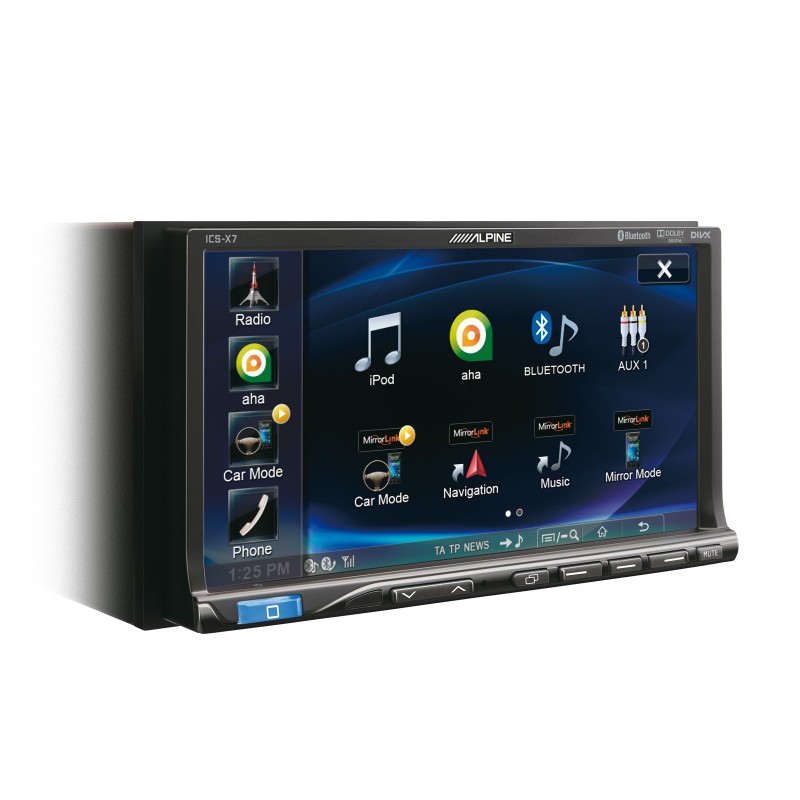 ICS-X7
ALPINE
Bluetooth
DOLBY
DIGITAL
DIVX
Radio
aha
Car Mode
Phone
1:25 PM
iPod
aha
BLUETOOTH
AUX 1
1
MirrorLink
Car Mode
MirrorLink
Navigation
MirrorLink
Music
MirrorLink
Mirror Mode
TA TP NEWS
MUTE